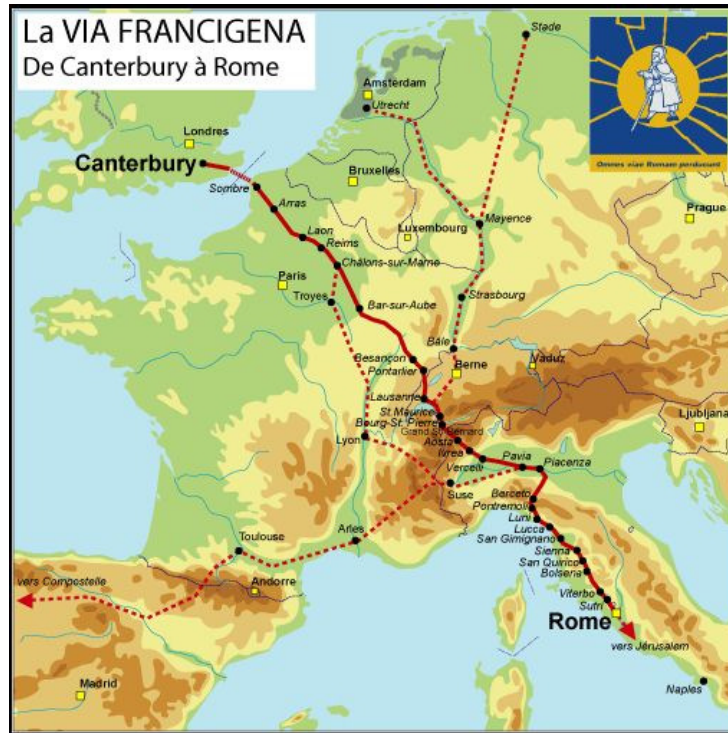 La VIA FRANCIGENA
De Canterbury à Rome
Omnes viae Romam perducunt
Stade
Amsterdam
Utrecht
Londres
Canterbury
Sombre
Bruxelles
Arras
Prague
Mayence
Laon
Luxembourg
Reims
Châlons-sur-Marne
Paris
Troyes
Strasbourg
Bar-sur-Aube
Bâle
Besançon
Berne
Vaduz
Pontarlier
Lausanne
St Maurice
Ljubljana
Bourg-St. Pierre
Grand St Bernard
Lyon
Aosta
Ivrea
Pavia
Vercelli
Piacenza
Suse
Berceto
Pontremoli
Luni
Lucca
Toulouse
Arles
San Gimignano
Sienna
San Quirico
Bolsena
vers Compostelle
Andorre
Viterbo
Sutri
Rome
vers Jérusalem
Madrid
Naples